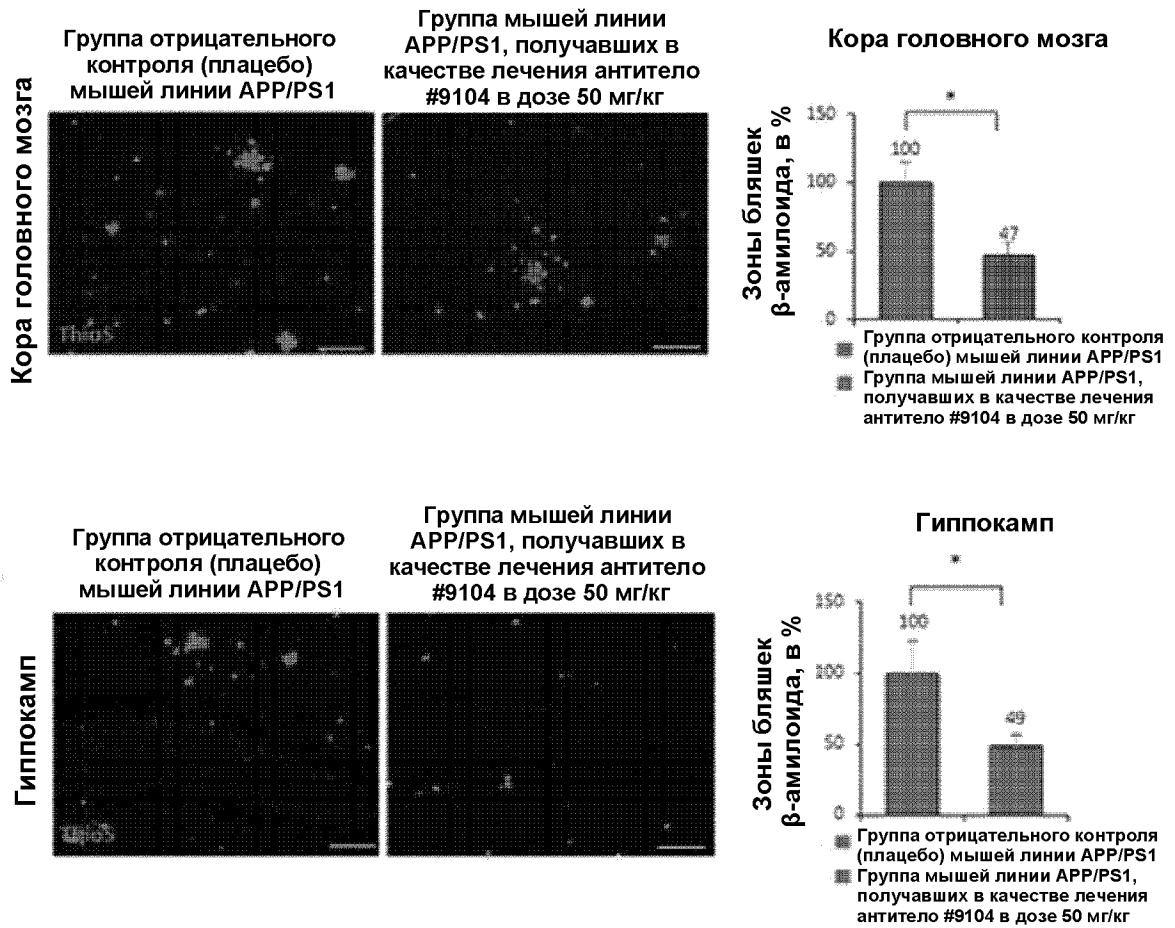 Группа отрицательного
контроля (плацебо)
мышей линии APP/PS1
Группа мышей линии
APP/PS1, получавших в
качестве лечения антитело
#9104 в дозе 50 мг/кг
Кора головного мозга
Кора головного мозга
ThioS
Зоны бляшек
β-амилоида, в %
150
100
50
0
*
100
47
Группа отрицательного контроля
(плацебо) мышей линии APP/PS1
Группа мышей линии APP/PS1,
получавших в качестве лечения
антитело #9104 в дозе 50 мг/кг
Группа отрицательного
контроля (плацебо)
мышей линии APP/PS1
Группа мышей линии
APP/PS1, получавших в
качестве лечения антитело
#9104 в дозе 50 мг/кг
Гиппокамп
Гиппокамп
ThioS
Зоны бляшек
β-амилоида, в %
150
100
50
0
*
100
49
Группа отрицательного контроля
(плацебо) мышей линии APP/PS1
Группа мышей линии APP/PS1,
получавших в качестве лечения
антитело #9104 в дозе 50 мг/кг